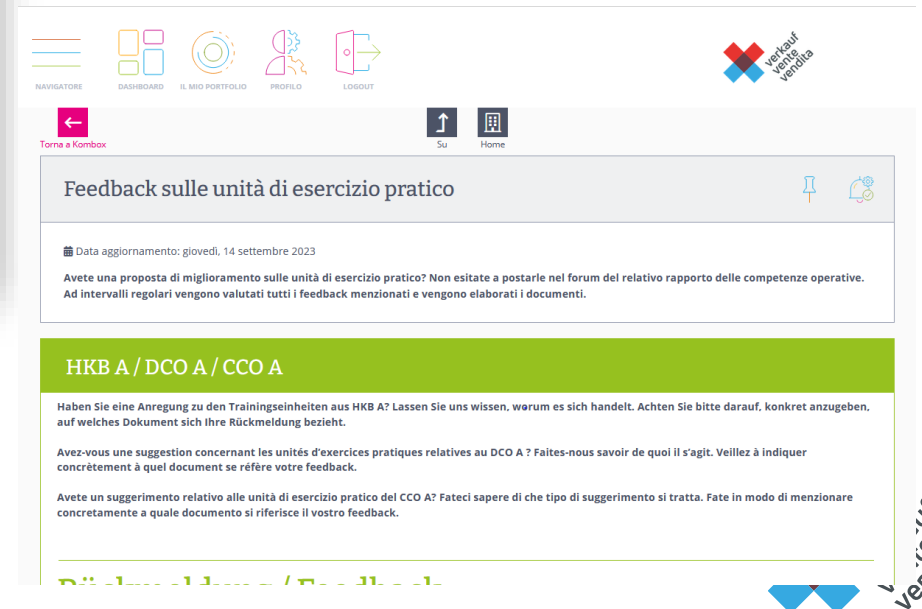 verkauf
vente
vendita
NAVIGATORE DASHBOARD IL MIO PORTFOLIO PROFILO LOGOUT
Torna a Kombox Su Home
Feedback sulle unità di esercizio pratico
Data aggiornamento: giovedì, 14 settembre 2023
Avete una proposta di miglioramento sulle unità di esercizio pratico? Non esitate a postarle nel forum del relativo rapporto delle competenze operative.
Ad intervalli regolari vengono valutati tutti i feedback menzionati e vengono elaborati i documenti.
HKB A / DCO A / CCO A
Haben Sie eine Anregung zu den Trainingseinheiten aus HKB A? Lassen Sie uns wissen, worum es sich handelt. Achten Sie bitte darauf, konkret anzugeben,
auf welches Dokument sich Ihre Rückmeldung bezieht.
Avez-vous une suggestion concernant les unités d'exercices pratiques relatives au DCO A ? Faites-nous savoir de quoi il s'agit. Veillez à indiquer
concrètement à quel document se réfère votre feedback.
Avete un suggerimento relativo alle unità di esercizio pratico del CCO A? Fateci sapere di che tipo di suggerimento si tratta. Fate in modo di menzionare
concretamente a quale documento si riferisce il vostro feedback.